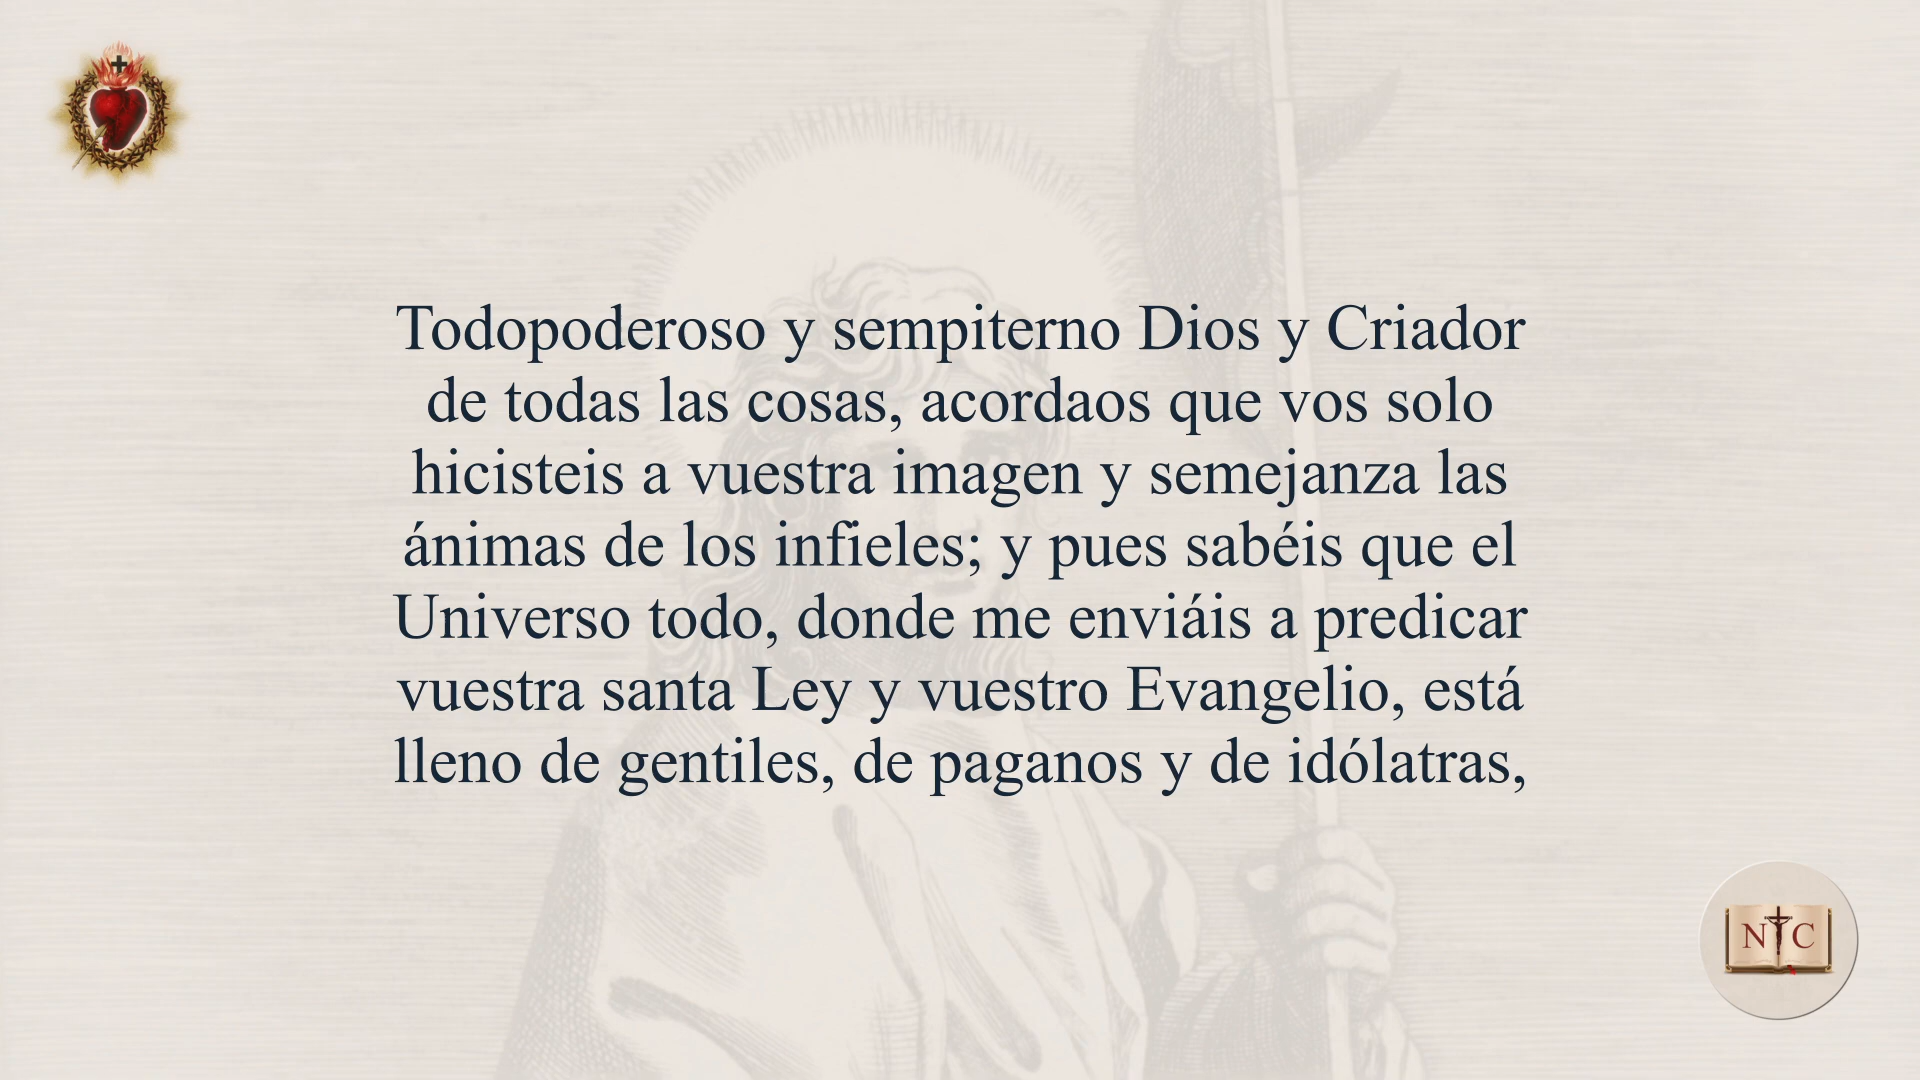 Todopoderoso y sempiterno Dios y Criador
de todas las cosas, acordaos que vos solo
hicisteis a vuestra imagen y semejanza las
ánimas de los infieles; y pues sabéis que el
Universo todo, donde me enviáis a predicar
vuestra santa Ley y vuestro Evangelio, está
lleno de gentiles, de paganos y de idólatras,
N C